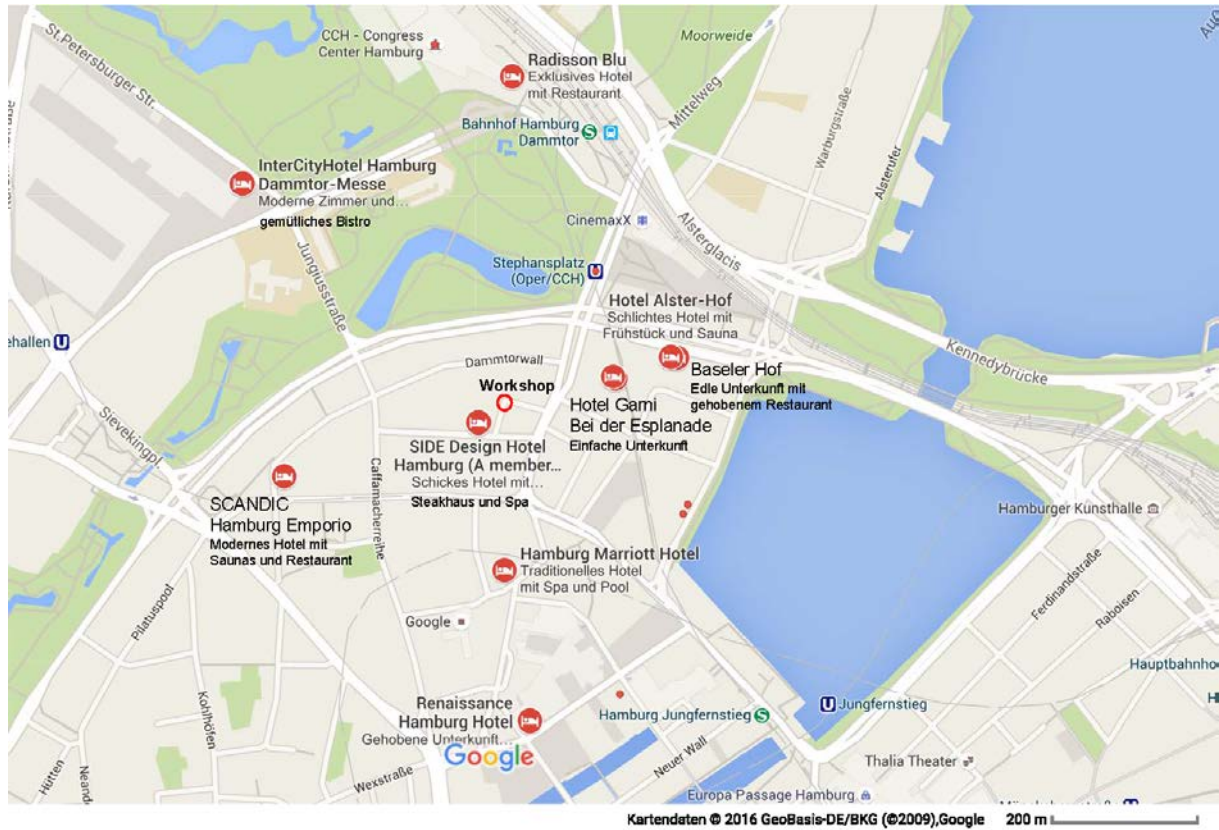 CCH - Congress
Center Hamburg
Moorweide
St.Petersburger Str.
Radisson Blu
Exklusives Hotel
mit Restaurant
Mittelweg
Bahnhof Hamburg
Dammtor
S
Warburgstraße
Alsterufer
InterCityHotel Hamburg
Dammtor-Messe
Moderne Zimmer und...
gemütliches Bistro
CinemaxX
Alsterglacis
Stephansplatz
(Oper/CCH)
U
Jungiusstraße
Hotel Alster-Hof
Schlichtes Hotel mit
Frühstück und Sauna
ehallen U
Kennedybrücke
Dammtorwall
Workshop
Baseler Hof
Edle Unterkunft mit
gehobenem Restaurant
Hotel Garni
Bei der Esplanade
Einfache Unterkunft
Sievekingpl.
SIDE Design Hotel
Hamburg (A member...
Schickes Hotel mit...
Steakhaus und Spa
Caffamacherreihe
SCANDIC
Hamburg Emporio
Modernes Hotel mit
Saunas und Restaurant
Hamburger Kunsthalle
Hamburg Marriott Hotel
Traditionelles Hotel
mit Spa und Pool
Ferdinandstraße
Raboisen
Pilatuspool
Google
Hauptbahnho
Kohlhöfen
Renaissance
Hamburg Hotel
Gehobene Unterkunft...
Hamburg Jungfernstieg S
U Jungfernstieg
Google
Neuer Wall
Hütten
Neande
Wexstraße
Thalia Theater
Europa Passage Hamburg
U
Kartendaten © 2016 GeoBasis-DE/BKG (©2009),Google 200 m